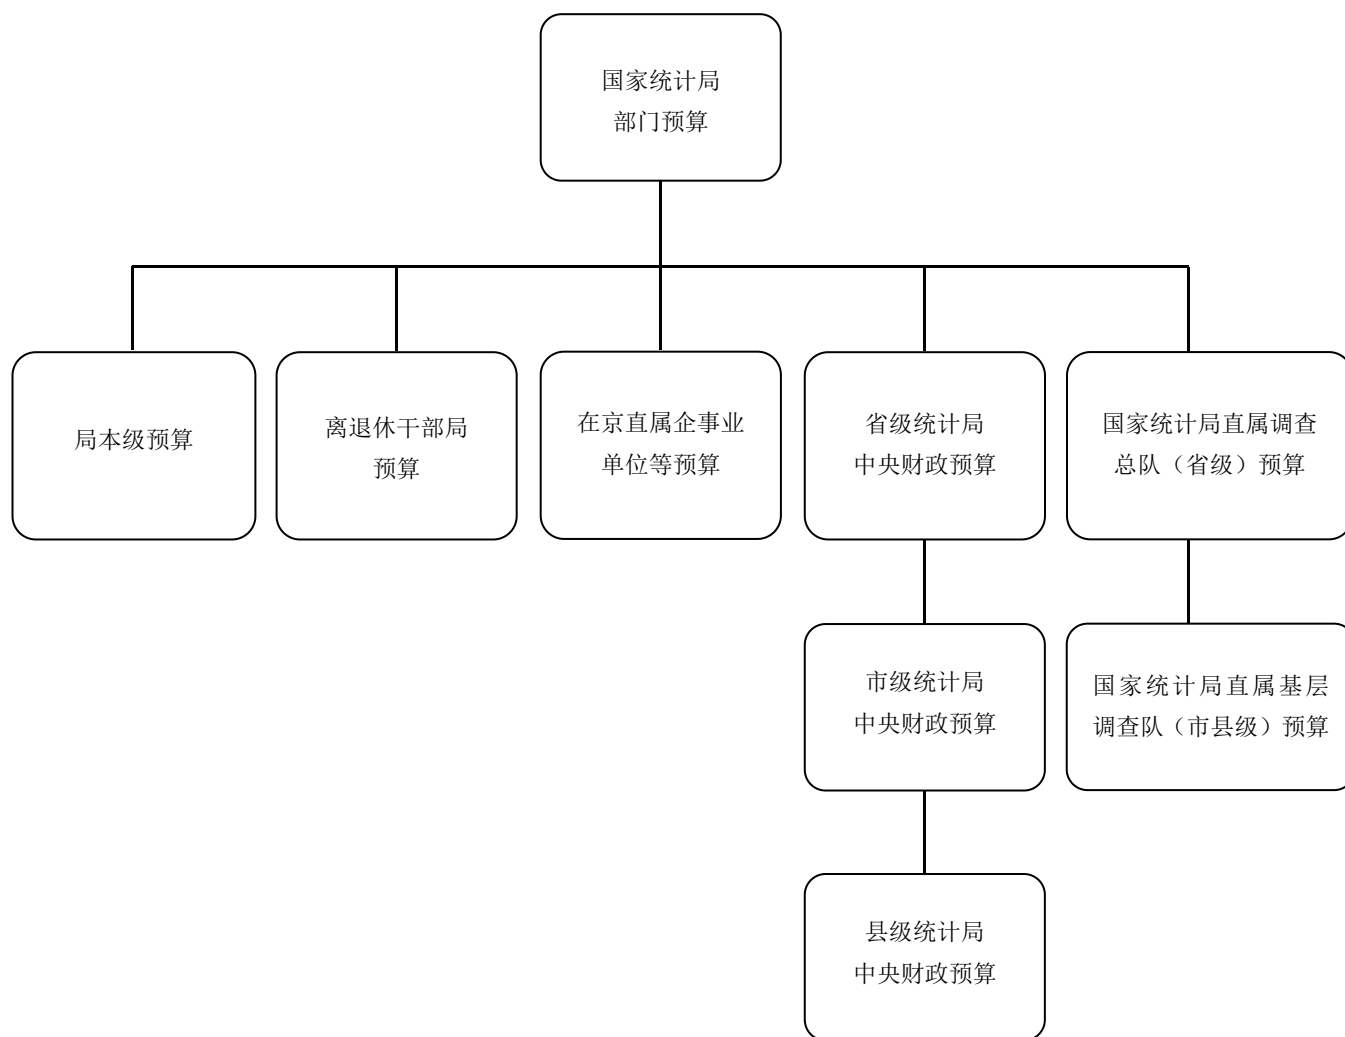 国家统计局
部门预算
局本级预算
离退休干部局
预算
在京直属企事业
单位等预算
省级统计局
中央财政预算
国家统计局直属调查
总队（省级）预算
市级统计局
中央财政预算
国家统计局直属基层
调查队（市县级）预算
县级统计局
中央财政预算